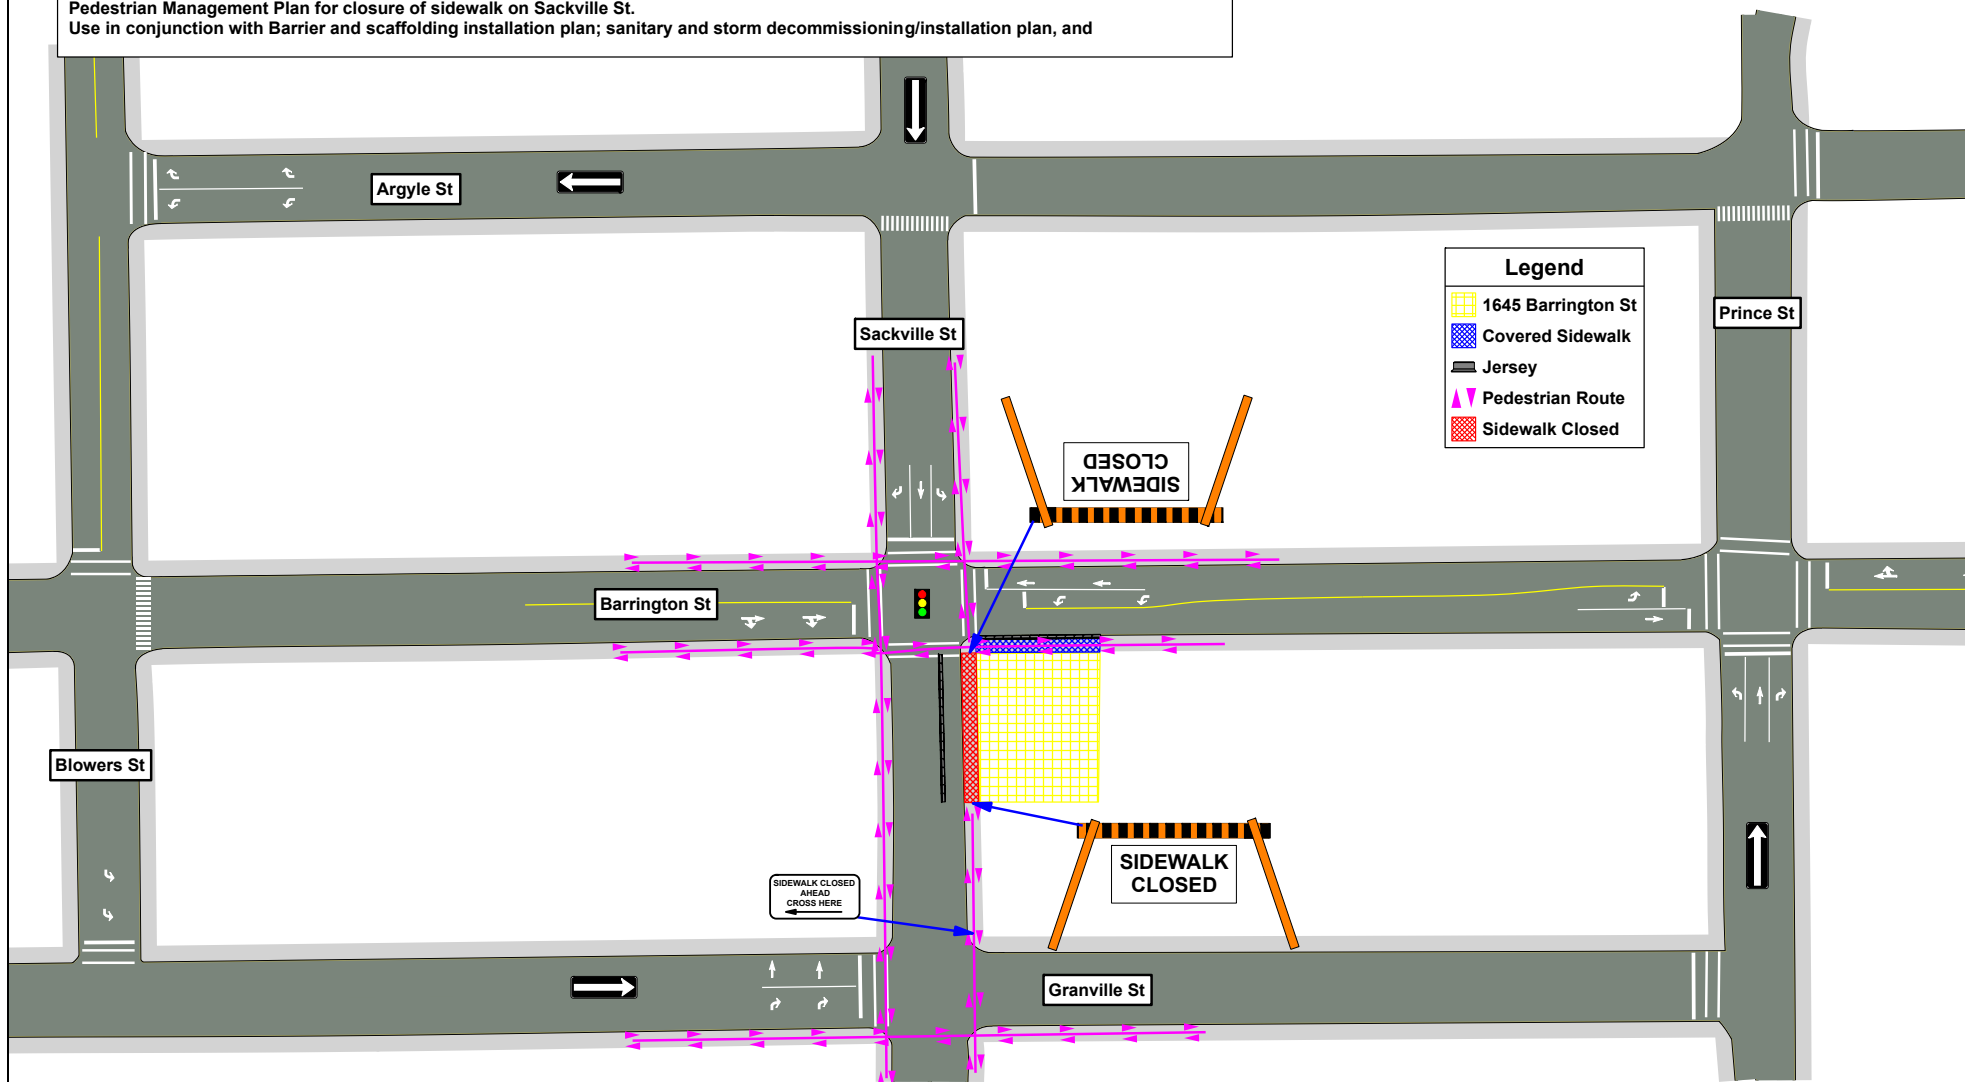 Pedestrian Management Plan for closure of sidewalk on Sackville St.
Use in conjunction with Barrier and scaffolding installation plan; sanitary and storm decommissioning/installation plan, and
Argyle St
Sackville St
Legend
1645 Barrington St
Covered Sidewalk
Jersey
Pedestrian Route
Sidewalk Closed
Prince St
SIDEWALK
CLOSED
Barrington St
Blowers St
SIDEWALK
CLOSED
SIDEWALK CLOSED
AHEAD
CROSS HERE
Granville St